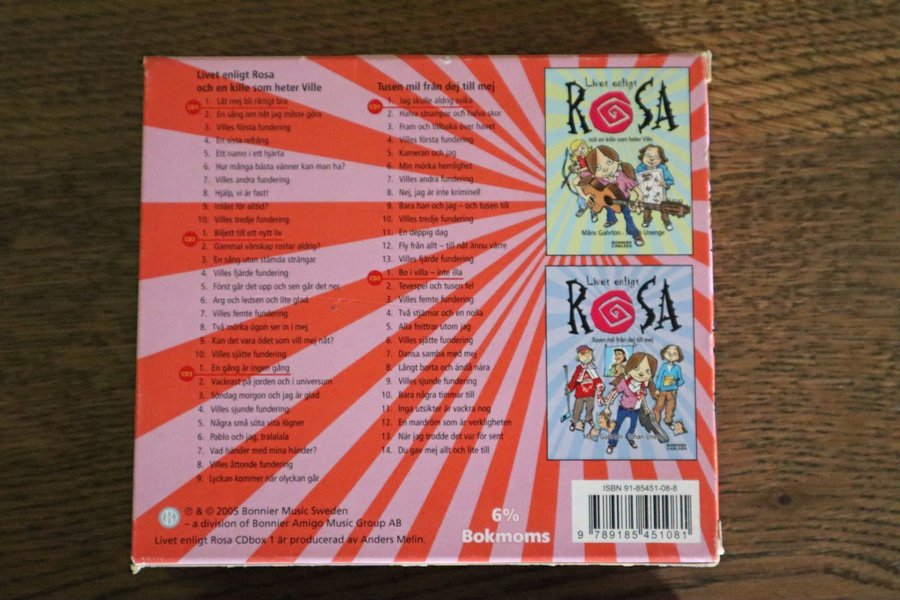 Livet enligt Rosa
och en kille som heter Ville
CD1
1. Låt mej bli riktigt bra
2. En sång om nåt jag måste göra
3. Villes första fundering
4. En sista refräng
5. Ett namn i ett hjärta
6. Hur många bästa vänner kan man ha?
7. Villes andra fundering
8. Hjälp, vi är fast!
9. Inlåst för alltid?
10. Villes tredje fundering
CD2
1. Biljett till ett nytt liv
2. Gammal vänskap rostar aldrig?
3. En sång utan stämda strängar
4. Villes fjärde fundering
5. Först går det upp och sen går det ner
6. Arg och ledsen och lite glad
7. Villes femte fundering
8. Två mörka ögon ser in i mej
9. Kan det vara ödet som vill mej nåt?
10. Villes sjätte fundering
CD3
1. En gång är ingen gång
2. Vackrast på jorden och i universum
3. Söndag morgon och jag är glad
4. Villes sjunde fundering
5. Några små söta vita lögner
6. Pablo och jag, tralalala
7. Vad händer med mina händer?
8. Villes åttonde fundering
9. Lyckan kommer när olyckan går
Tusen mil från dej till mej
CD1
1. Jag skulle aldrig svika
2. Halva strumpor och halva skor
3. Fram och tillbaka över havet
4. Villes första fundering
5. Kameran och jag
6. Min mörka hemlighet
7. Villes andra fundering
8. Nej, jag är inte kriminell
9. Bara han och jag – och tusen till
10. Villes tredje fundering
11. En deppig dag
12. Fly från allt – till nåt ännu värre
13. Villes fjärde fundering
CD2
1. Bo i villa – inte illa
2. Tevespel och tusen fel
3. Villes femte fundering
4. Två stjärnor och en nolla
5. Alla fnittrar utom jag
6. Villes sjätte fundering
7. Dansa samba med mej
8. Långt borta och ändå nära
9. Villes sjunde fundering
10. Bara några timmar till
11. Inga utsikter är vackra nog
12. En mardröm som är verkligheten
13. När jag trodde det var för sent
14. Du gav mej allt och lite till
Livet enligt
ROSA
och en kille som heter Ville
Måns Gahrton - Johan Unenge
BONNIER
CARLSEN
Livet enligt
ROSA
Tusen mil från dej till mej
Måns Gahrton - Johan Unenge
BONNIER
CARLSEN
℗ & © 2005 Bonnier Music Sweden
– a division of Bonnier Amigo Music Group AB
Livet enligt Rosa CDbox 1 är producerad av Anders Melin.
6%
Bokmoms
ISBN 91-85451-08-8
9 789185 451081